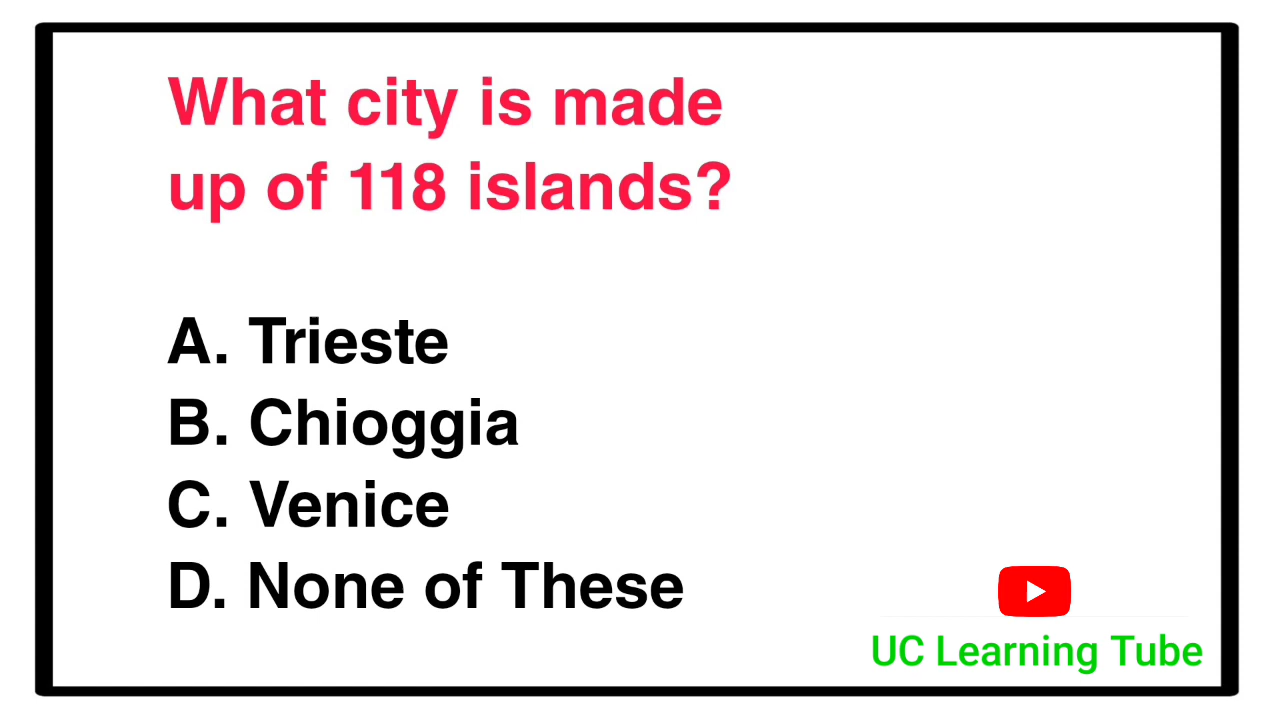 What city is made
up of 118 islands?
A. Trieste
B. Chioggia
C. Venice
D. None of These
UC Learning Tube